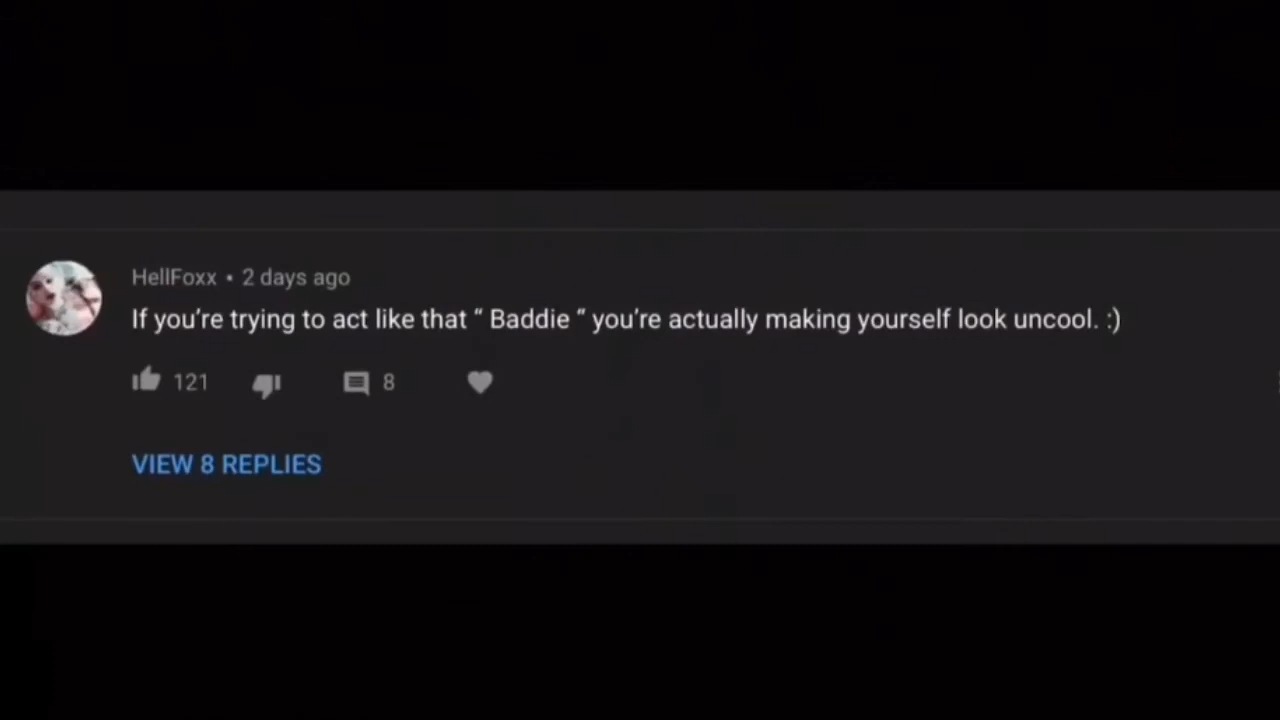 HellFoxx • 2 days ago
If you’re trying to act like that “ Baddie “ you’re actually making yourself look uncool. :)
121 8
VIEW 8 REPLIES